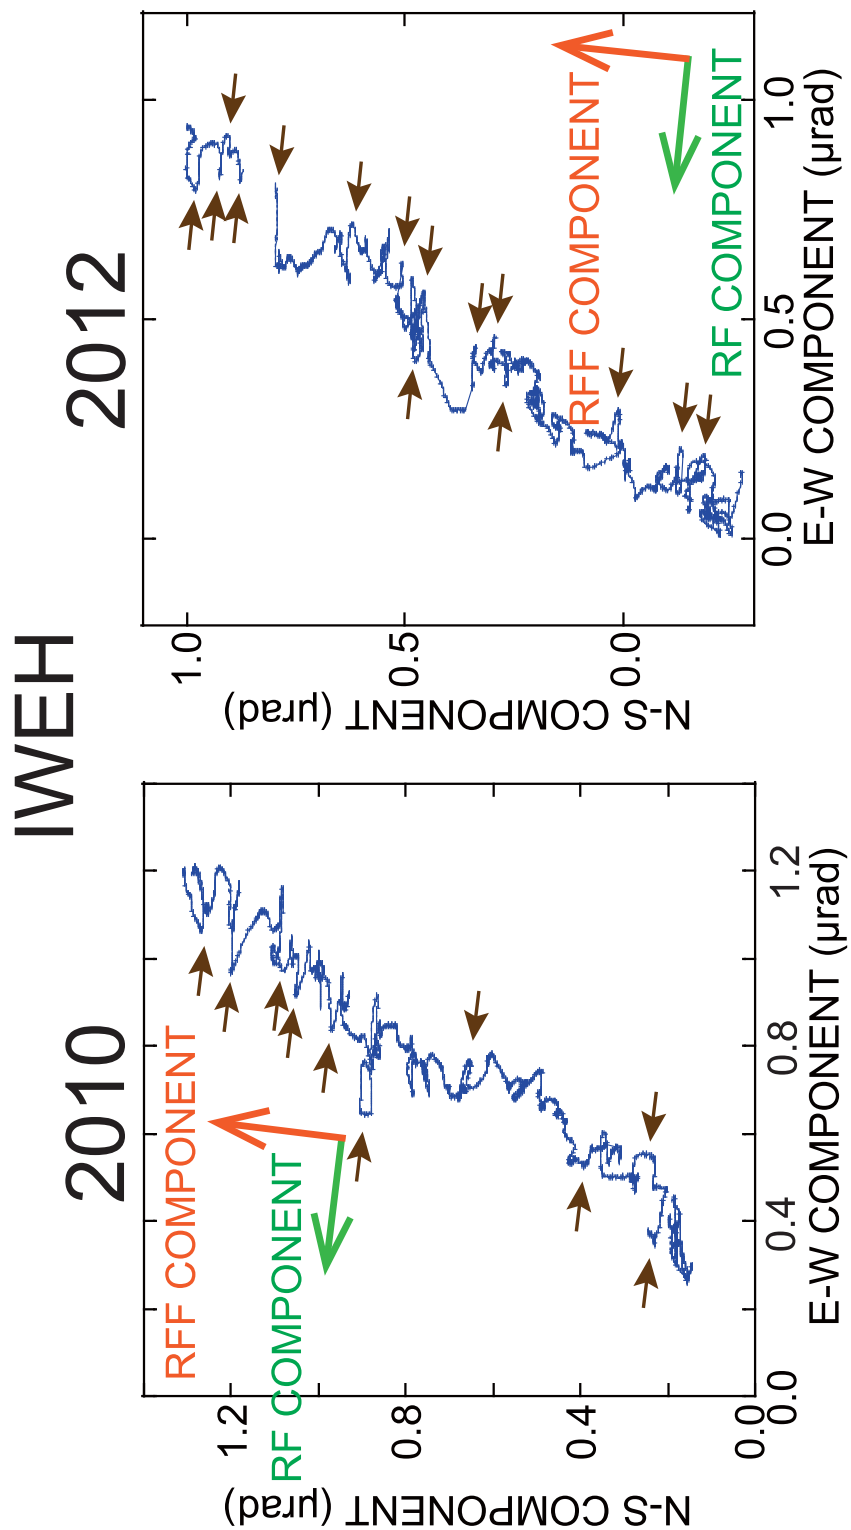 IWEH
2010
RFF COMPONENT
RF COMPONENT
N-S COMPONENT (µrad)
1.2
0.8
0.4
0.0
0.0
0.4
0.8
1.2
E-W COMPONENT (µrad)
2012
RFF COMPONENT
RF COMPONENT
N-S COMPONENT (µrad)
1.0
0.5
0.0
0.0
0.5
1.0
E-W COMPONENT (µrad)